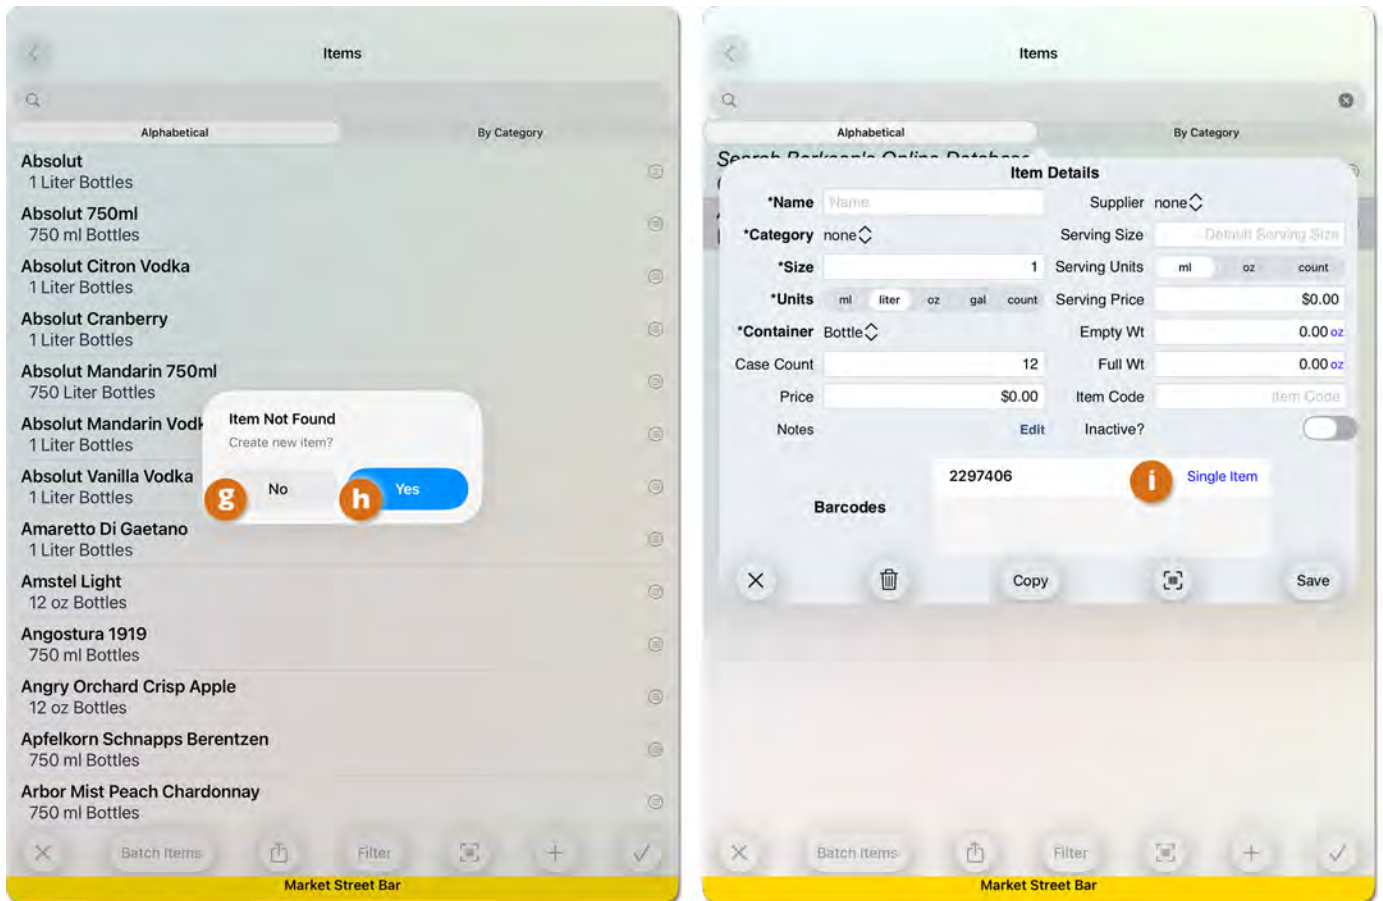 Items
Alphabetical
By Category
Absolut
1 Liter Bottles
Absolut 750ml
750 ml Bottles
Absolut Citron Vodka
1 Liter Bottles
Absolut Cranberry
1 Liter Bottles
Absolut Mandarin 750ml
750 Liter Bottles
Absolut Mandarin Vodk
1 Liter Bottles
Absolut Vanilla Vodka
1 Liter Bottles
Amaretto Di Gaetano
1 Liter Bottles
Amstel Light
12 oz Bottles
Angostura 1919
750 ml Bottles
Angry Orchard Crisp Apple
12 oz Bottles
Apfelkorn Schnapps Berentzen
750 ml Bottles
Arbor Mist Peach Chardonnay
750 ml Bottles
Item Not Found
Create new item?
g No
h Yes
Batch Items
Filter
Market Street Bar
Items
Alphabetical
By Category
Search Barkeep's Online Database
Item Details
*Name Name
Supplier none
*Category none
Serving Size Default Serving Size
*Size 1
Serving Units ml oz count
*Units ml liter oz gal count
Serving Price $0.00
*Container Bottle
Empty Wt 0.00 oz
Case Count 12
Full Wt 0.00 oz
Price $0.00
Item Code Item Code
Notes Edit
Inactive?
Barcodes
2297406 i Single Item
Copy
Save
Batch Items
Filter
Market Street Bar